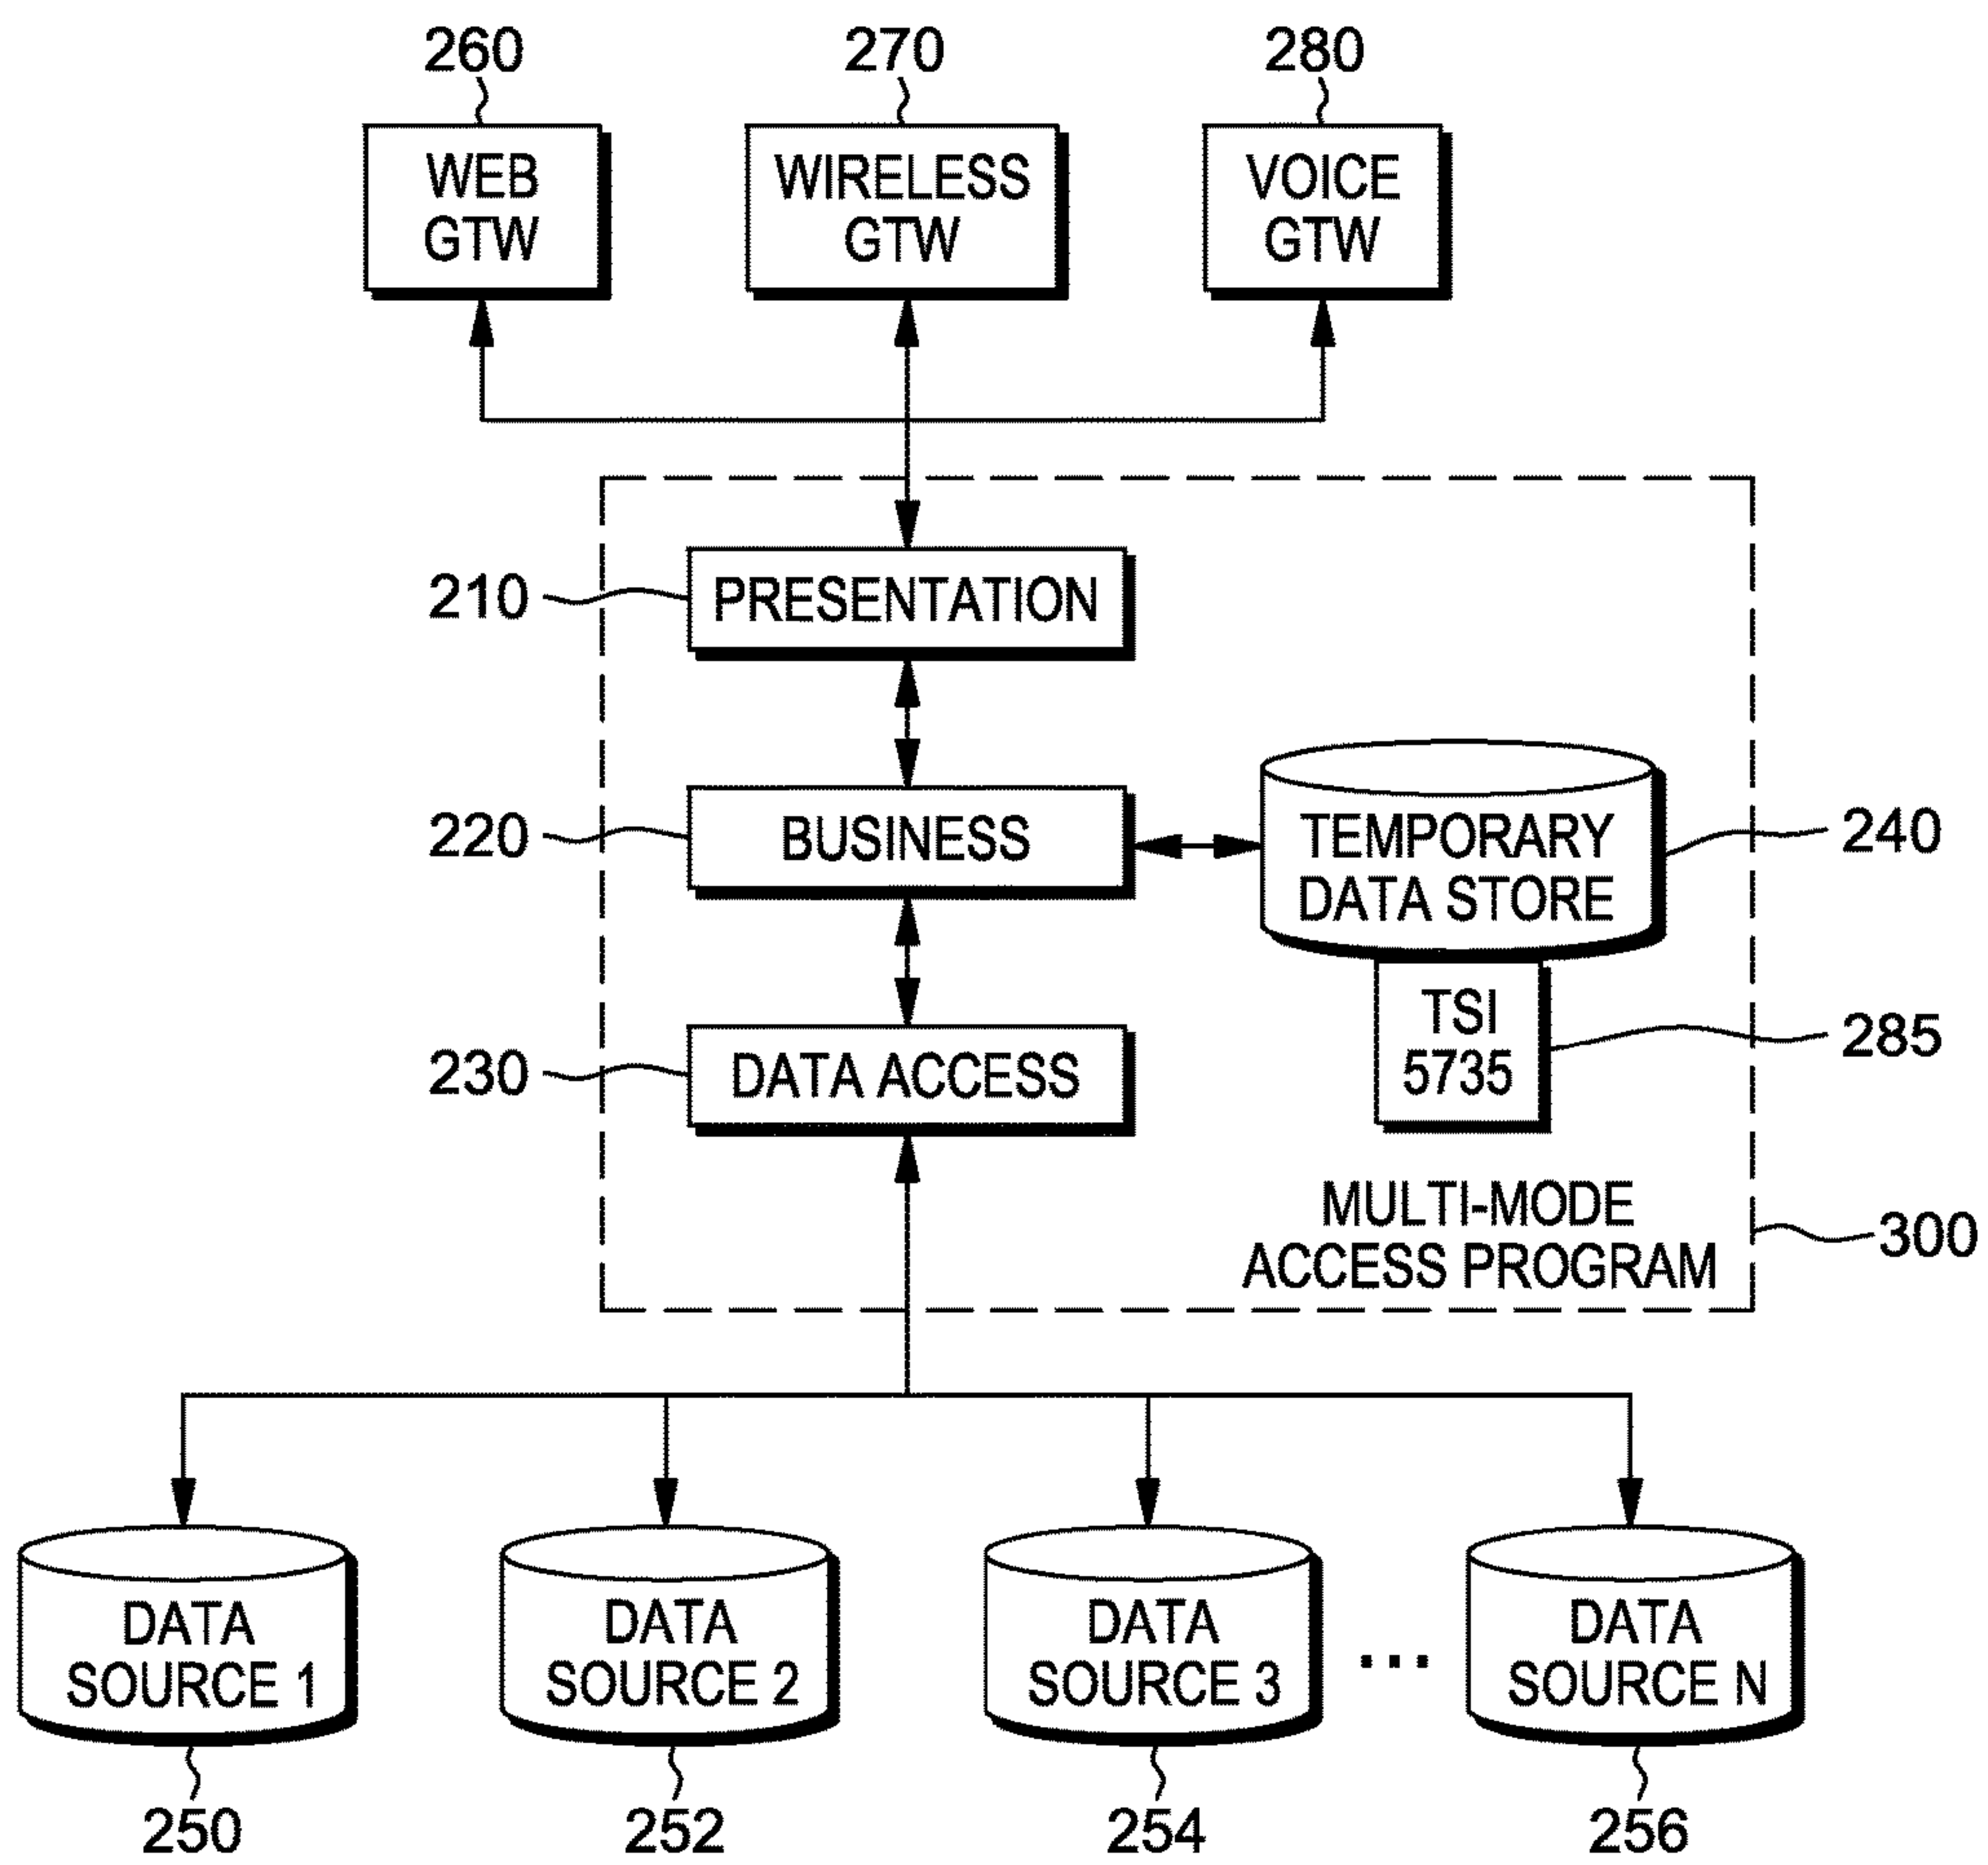 260
270
280
WEB
GTW
WIRELESS
GTW
VOICE
GTW
210
PRESENTATION
220
BUSINESS
TEMPORARY
DATA STORE
240
230
DATA ACCESS
TSI
5735
285
MULTI-MODE
ACCESS PROGRAM
300
DATA
SOURCE 1
DATA
SOURCE 2
DATA
SOURCE 3
...
DATA
SOURCE N
250
252
254
256